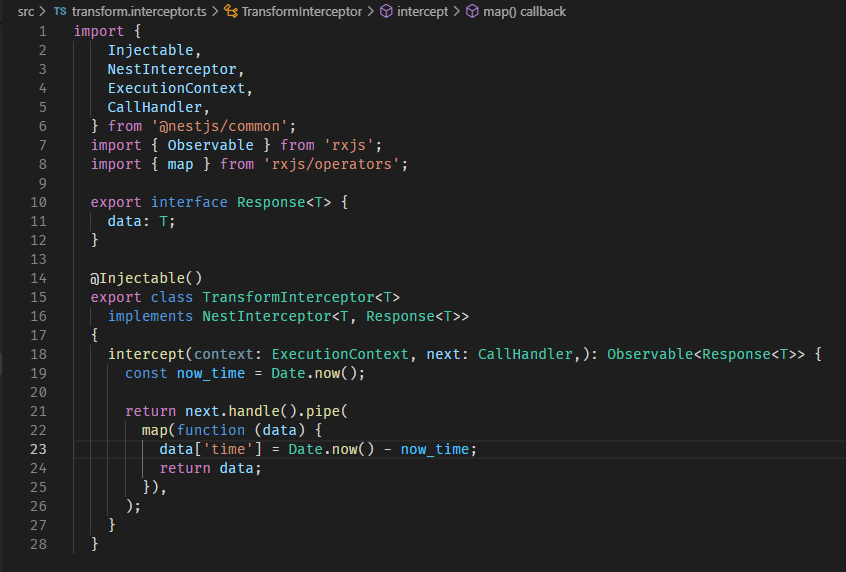 src > TS transform.interceptor.ts > TransformInterceptor > intercept > map() callback
1 import {
2     Injectable,
3     NestInterceptor,
4     ExecutionContext,
5     CallHandler,
6   } from '@nestjs/common';
7   import { Observable } from 'rxjs';
8   import { map } from 'rxjs/operators';
9
10   export interface Response<T> {
11     data: T;
12   }
13
14   @Injectable()
15   export class TransformInterceptor<T>
16     implements NestInterceptor<T, Response<T>>
17   {
18     intercept(context: ExecutionContext, next: CallHandler,): Observable<Response<T>> {
19       const now_time = Date.now();
20
21       return next.handle().pipe(
22         map(function (data) {
23           data['time'] = Date.now() - now_time;
24           return data;
25         }),
26       );
27     }
28   }